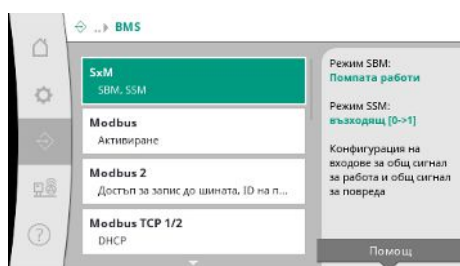 ..▸ BMS
SxM
SBM, SSM
Modbus
Активиране
Modbus 2
Достъп за запис до шината, ID на п...
Modbus TCP 1/2
DHCP
Режим SBM:
Помпата работи
Режим SSM:
възходящ [0->1]
Конфигурация на
входове за общ сигнал
за работа и общ сигнал
за повреда
Помощ